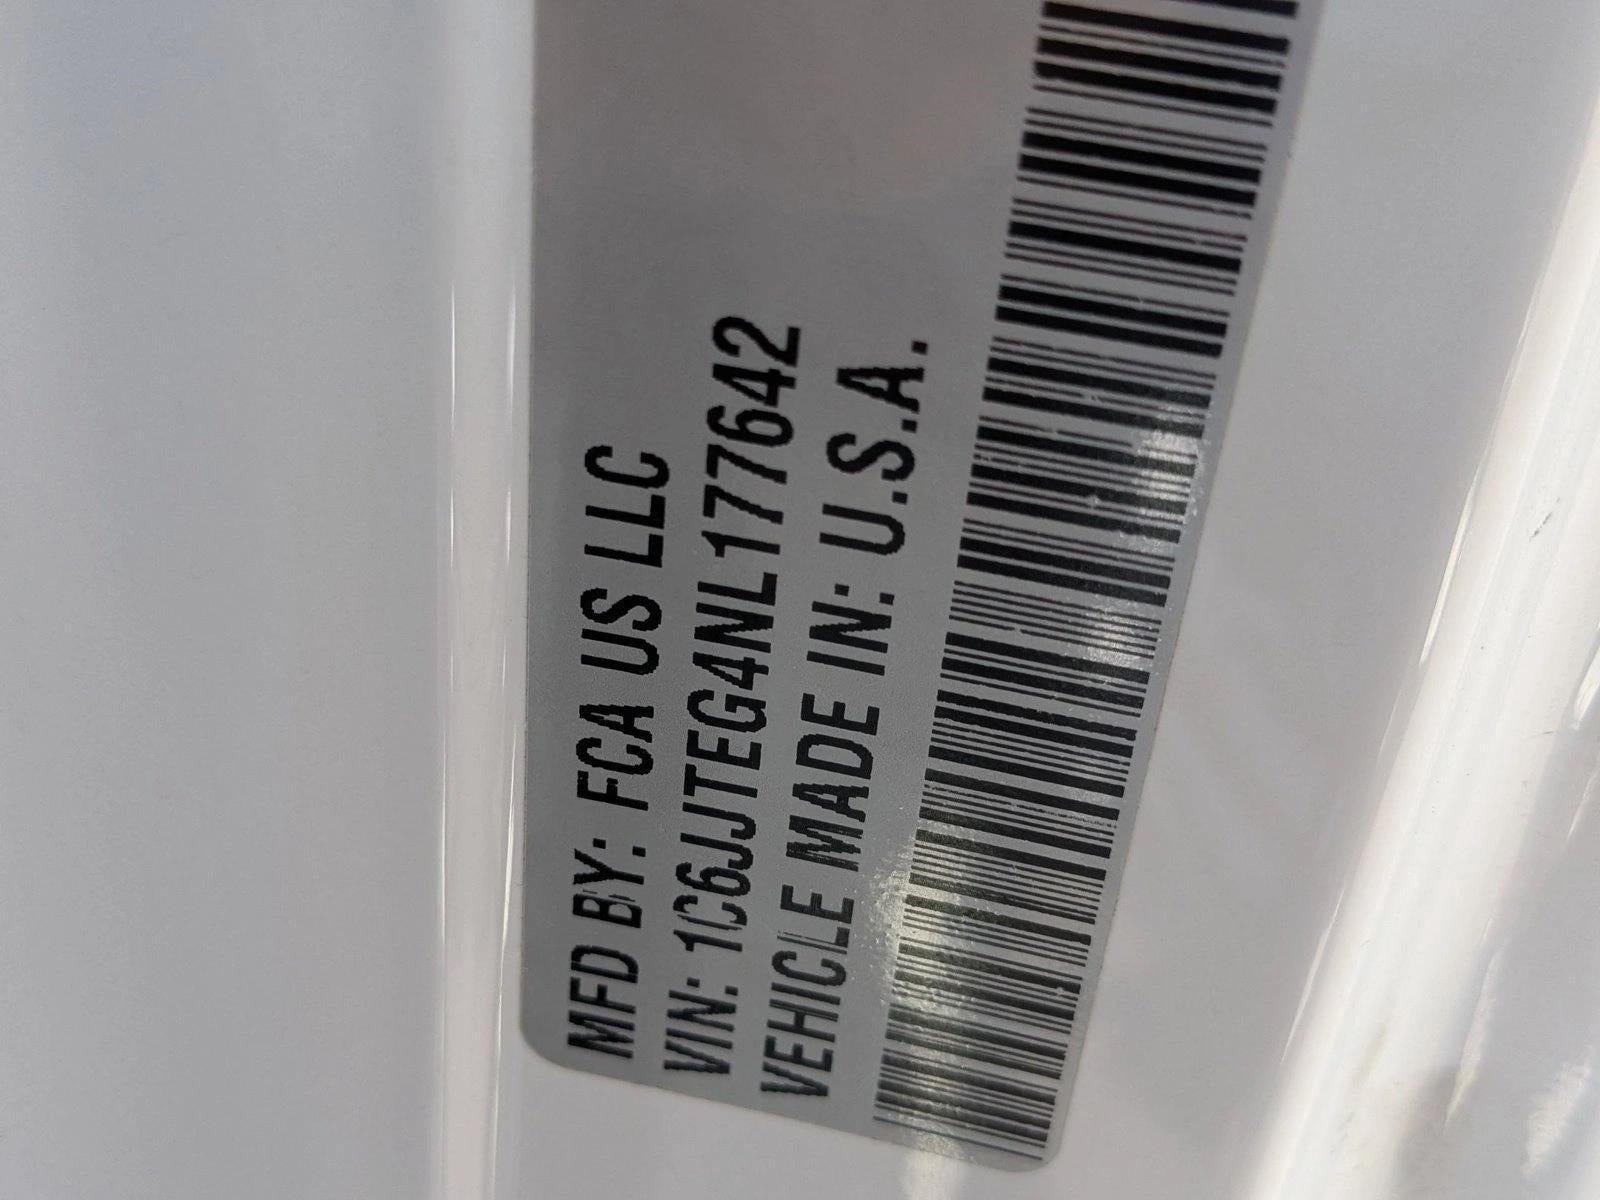 MFD BY: FCA US LLC
VIN: 1C6JJTEG4NL177642
VEHICLE MADE IN: U.S.A.